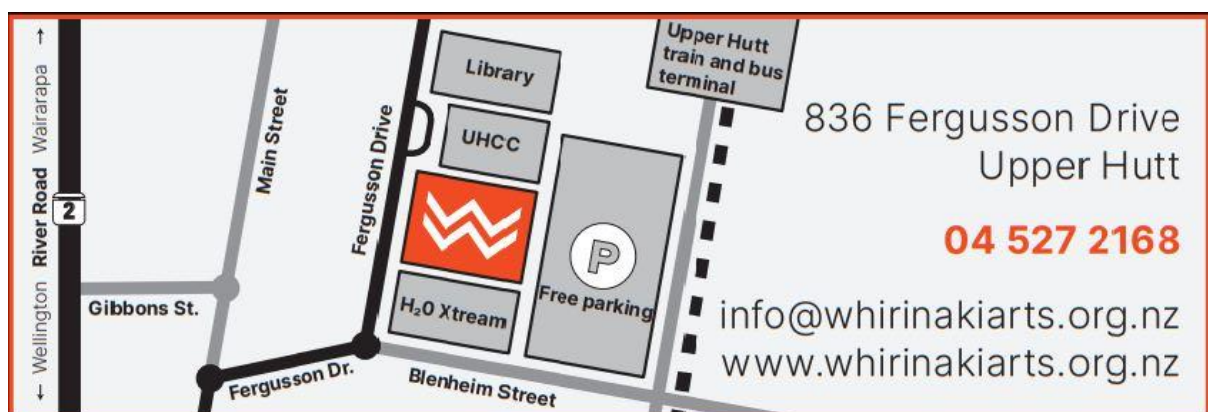 ← Wellington River Road Wairarapa →
2
Gibbons St.
Main Street
Fergusson Drive
Fergusson Dr.
Blenheim Street
Library
UHCC
H₂O Xtream
P
Free parking
Upper Hutt
train and bus
terminal
836 Fergusson Drive
Upper Hutt
04 527 2168
info@whirinakiarts.org.nz
www.whirinakiarts.org.nz